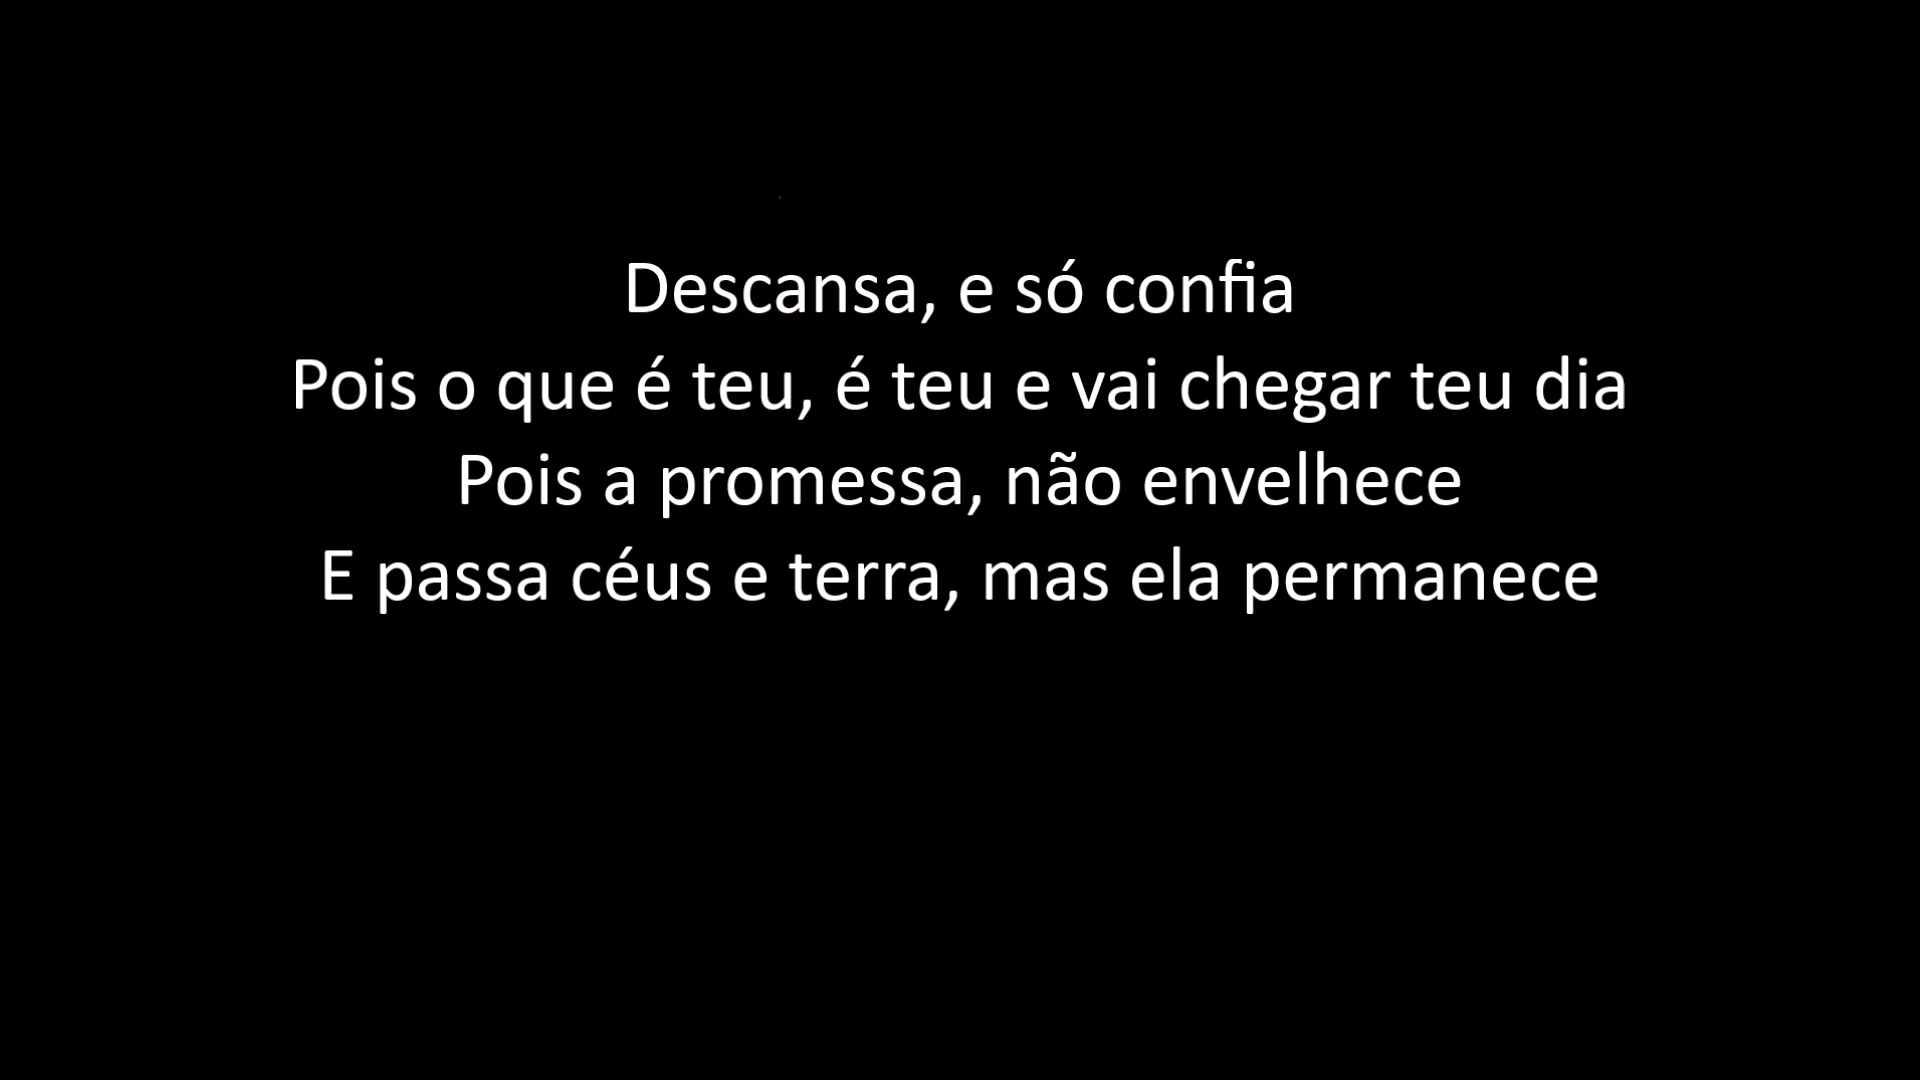 Descansa, e só confia
Pois o que é teu, é teu e vai chegar teu dia
Pois a promessa, não envelhece
E passa céus e terra, mas ela permanece